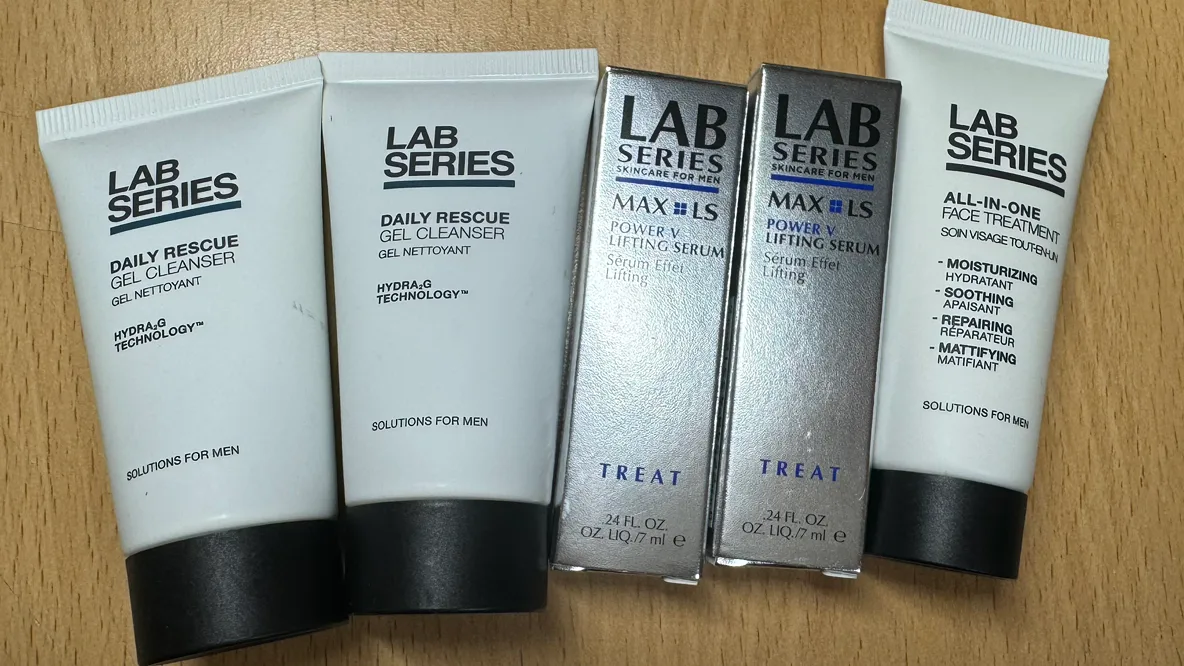 LAB
SERIES
DAILY RESCUE
GEL CLEANSER
GEL NETTOYANT
HYDRA₂G
TECHNOLOGY™
SOLUTIONS FOR MEN
LAB
SERIES
DAILY RESCUE
GEL CLEANSER
GEL NETTOYANT
HYDRA₂G
TECHNOLOGY™
SOLUTIONS FOR MEN
LAB
SERIES
SKINCARE FOR MEN
MAX LS
POWER V
LIFTING SERUM
Sérum Effet
Lifting
TREAT
.24 FL. OZ.
OZ. LIQ./7 ml ℮
LAB
SERIES
SKINCARE FOR MEN
MAX LS
POWER V
LIFTING SERUM
Sérum Effet
Lifting
TREAT
.24 FL. OZ.
OZ. LIQ./7 ml ℮
LAB
SERIES
ALL-IN-ONE
FACE TREATMENT
SOIN VISAGE TOUT-EN-UN
- MOISTURIZING
HYDRATANT
- SOOTHING
APAISANT
- REPAIRING
RÉPARATEUR
- MATTIFYING
MATIFIANT
SOLUTIONS FOR MEN